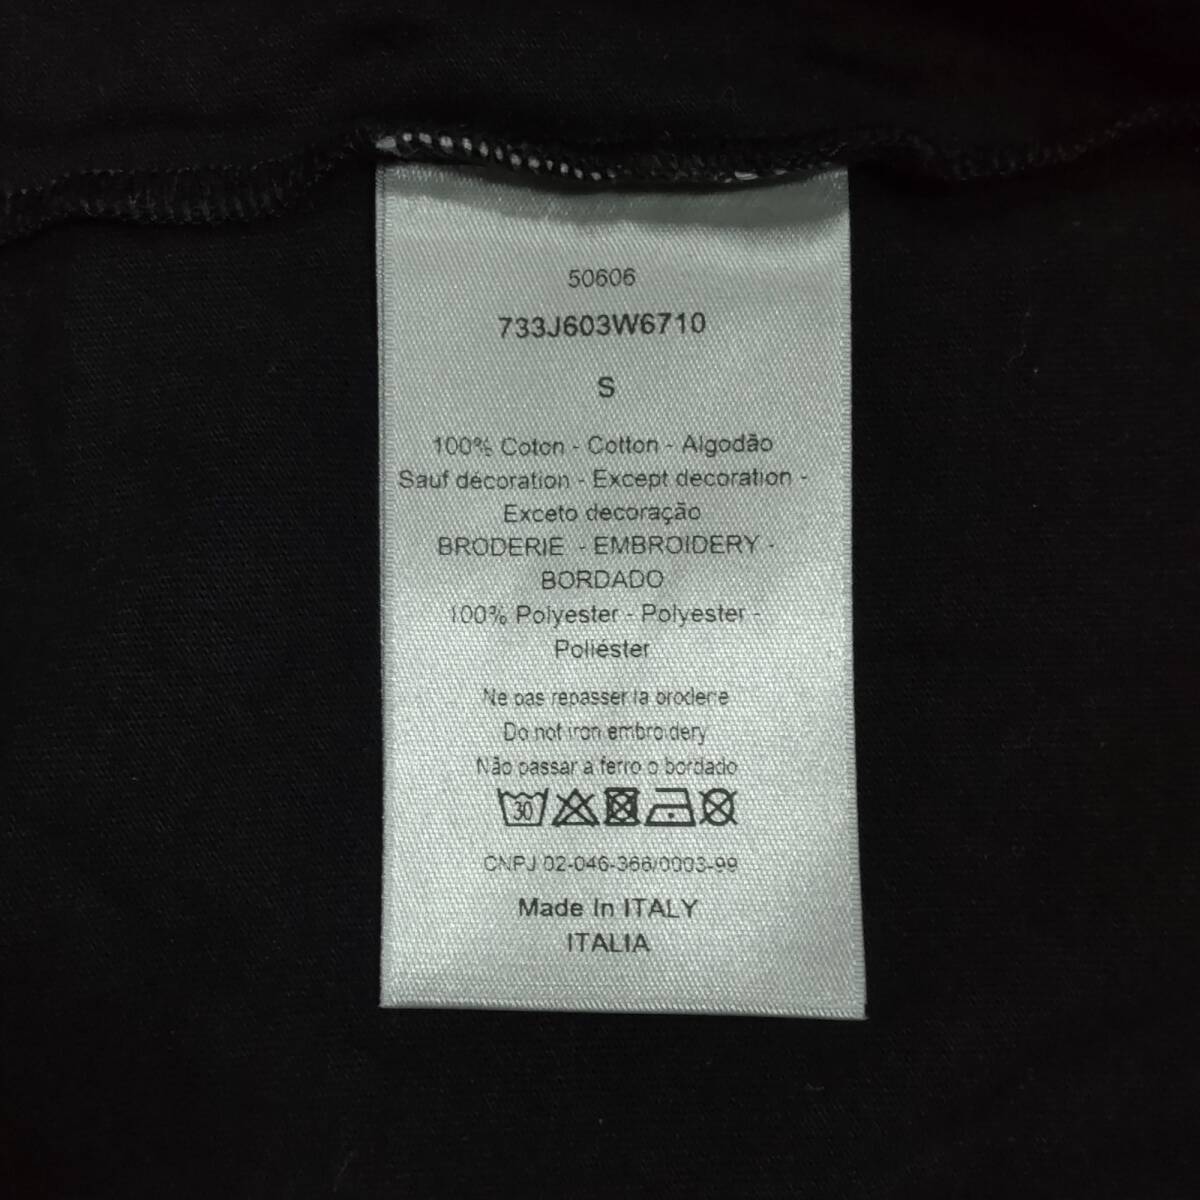 50606
733J603W6710
S
100% Coton - Cotton - Algodão
Sauf décoration - Except decoration -
Exceto decoração
BRODERIE - EMBROIDERY -
BORDADO
100% Polyester - Polyester -
Poliéster
Ne pas repasser la broderie
Do not iron embroidery
Não passar a ferro o bordado
30
CNPJ 02-046-366/0003-99
Made In ITALY
ITALIA